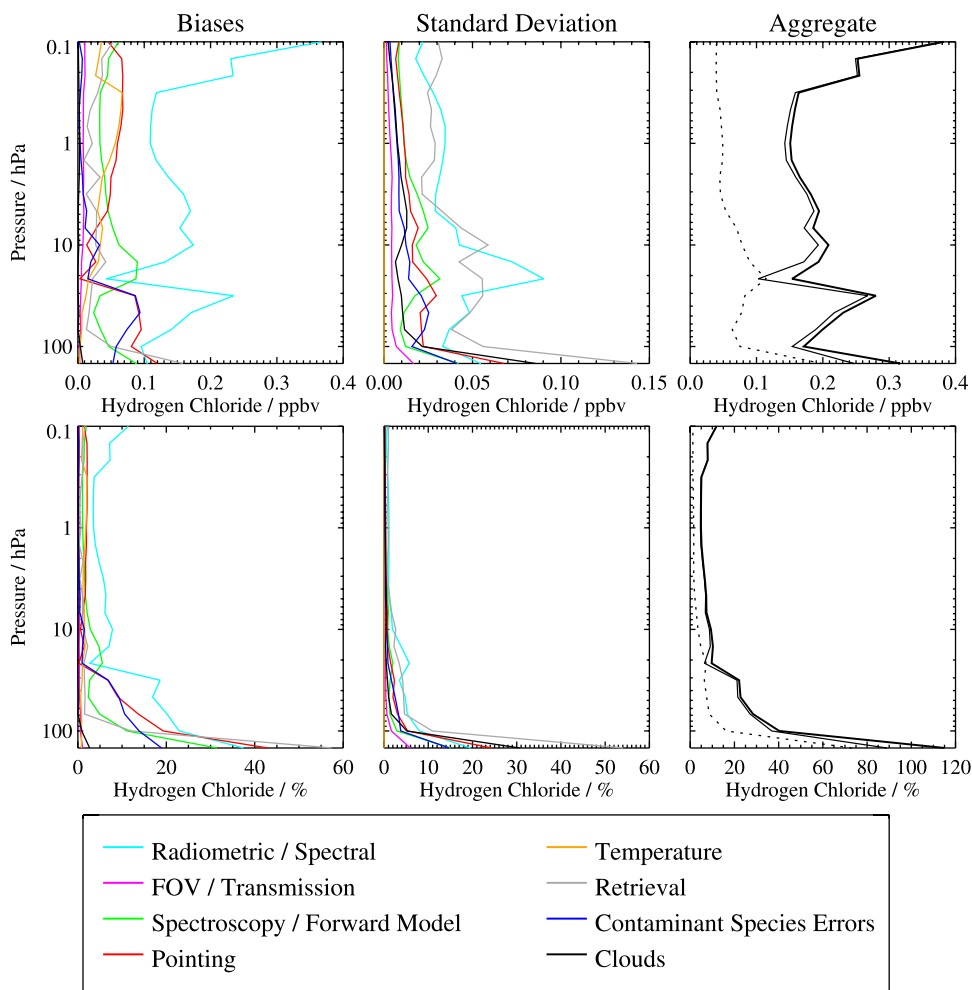 Biases Standard Deviation Aggregate
0.1
1
10
100
Pressure / hPa
0.0 0.1 0.2 0.3 0.4
Hydrogen Chloride / ppbv
0.00 0.05 0.10 0.15
Hydrogen Chloride / ppbv
0.0 0.1 0.2 0.3 0.4
Hydrogen Chloride / ppbv
0.1
1
10
100
Pressure / hPa
0 20 40 60
Hydrogen Chloride / %
0 10 20 30 40 50 60
Hydrogen Chloride / %
0 20 40 60 80 100 120
Hydrogen Chloride / %
Radiometric / Spectral
FOV / Transmission
Spectroscopy / Forward Model
Pointing
Temperature
Retrieval
Contaminant Species Errors
Clouds